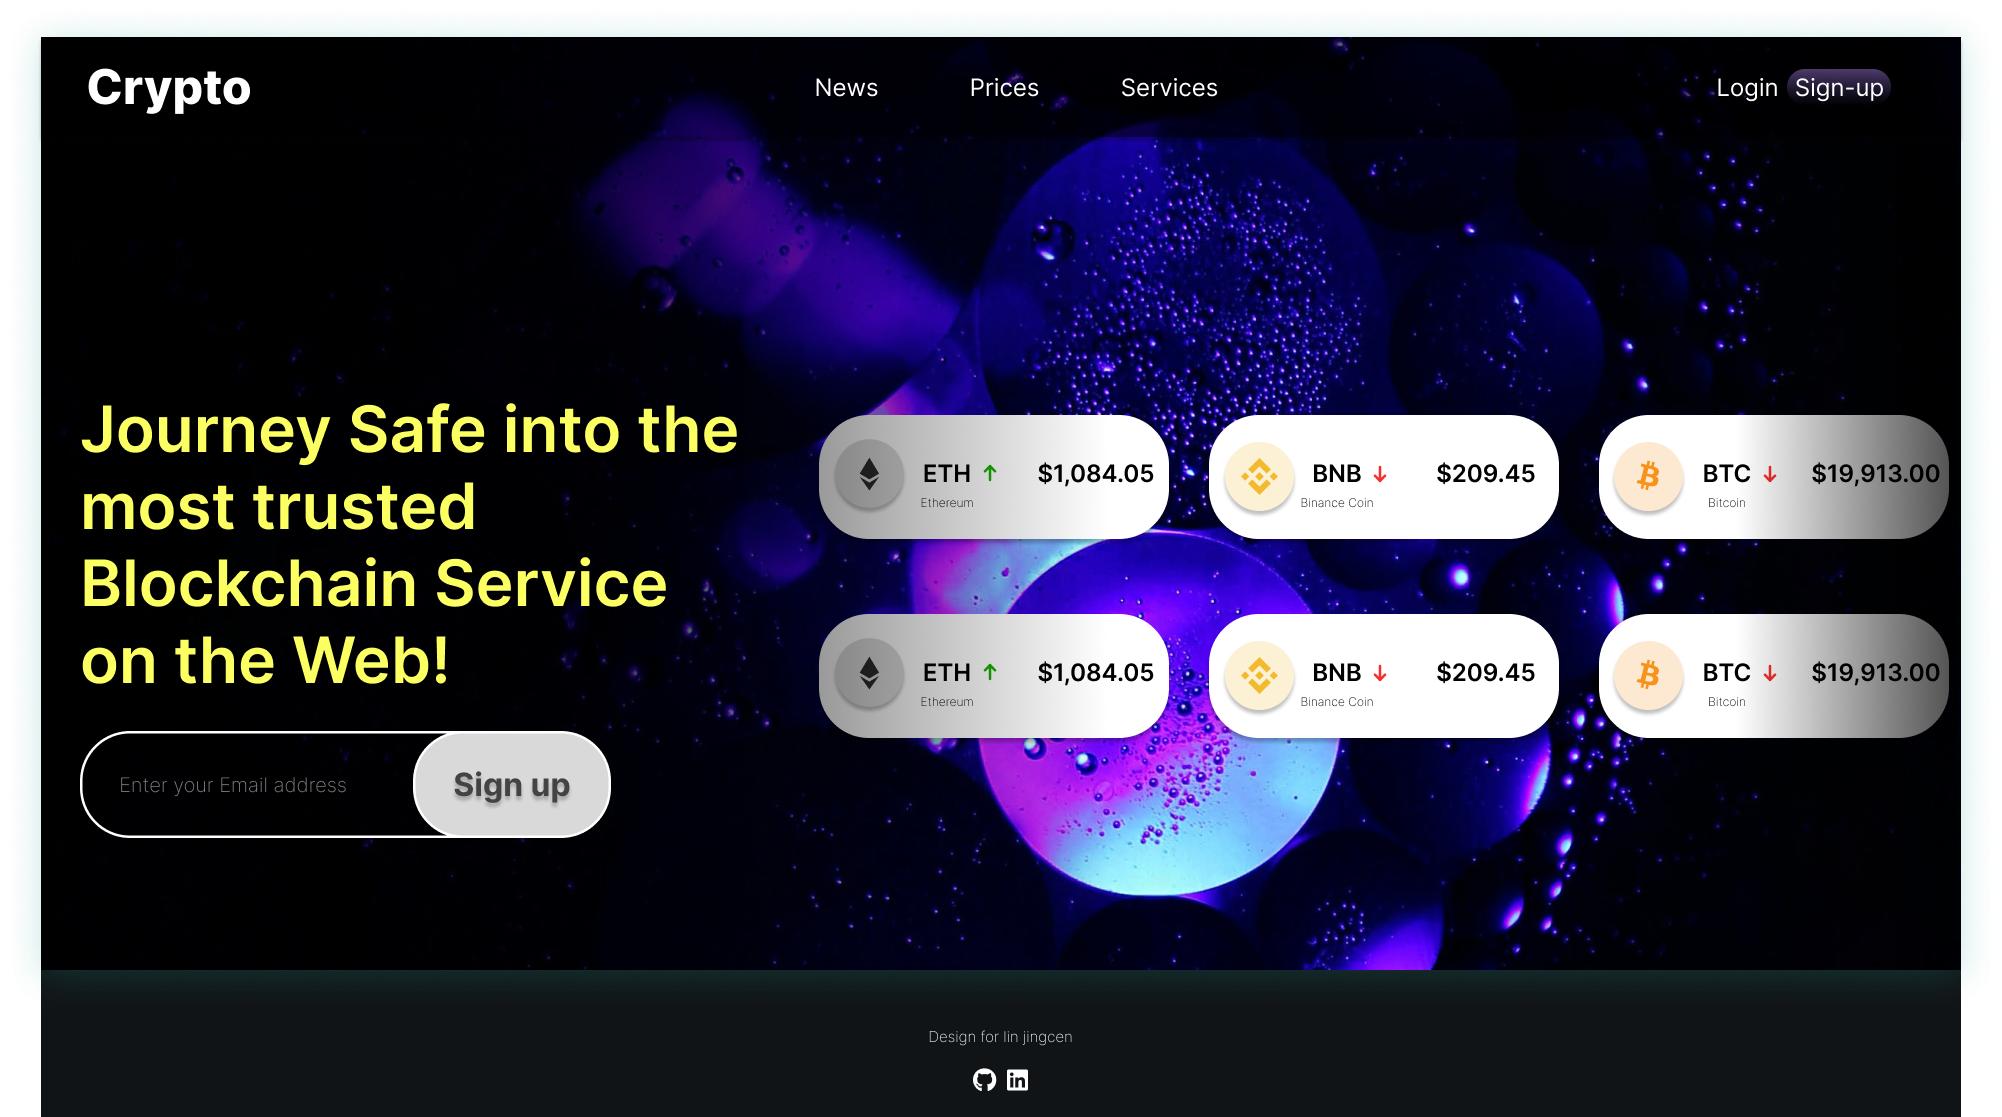 Crypto
News Prices Services
Login Sign-up
Journey Safe into the
most trusted
Blockchain Service
on the Web!
Enter your Email address
Sign up
ETH $1,084.05
Ethereum
BNB $209.45
Binance Coin
BTC $19,913.00
Bitcoin
ETH $1,084.05
Ethereum
BNB $209.45
Binance Coin
BTC $19,913.00
Bitcoin
Design for lin jingcen
in